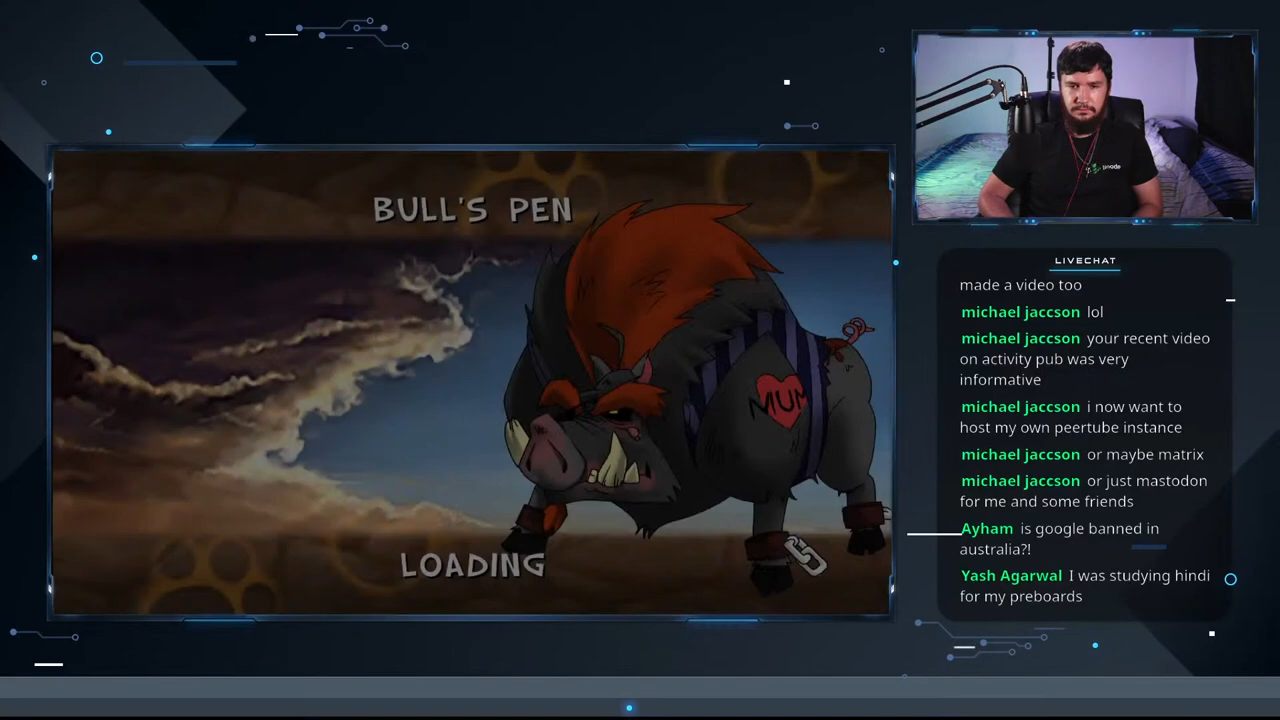 BULL'S PEN
MUM
LOADING
LIVECHAT
made a video too
michael jaccson lol
michael jaccson your recent video
on activity pub was very
informative
michael jaccson i now want to
host my own peertube instance
michael jaccson or maybe matrix
michael jaccson or just mastodon
for me and some friends
Ayham is google banned in
australia?!
Yash Agarwal I was studying hindi
for my preboards